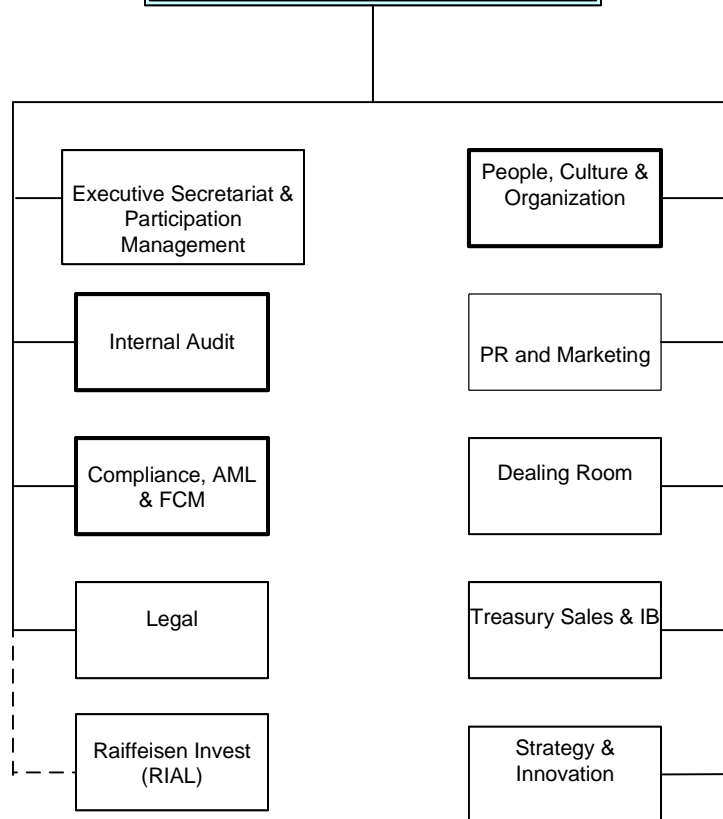 Executive Secretariat &
Participation
Management
People, Culture &
Organization
Internal Audit
PR and Marketing
Compliance, AML
& FCM
Dealing Room
Legal
Treasury Sales & IB
Raiffeisen Invest
(RIAL)
Strategy &
Innovation